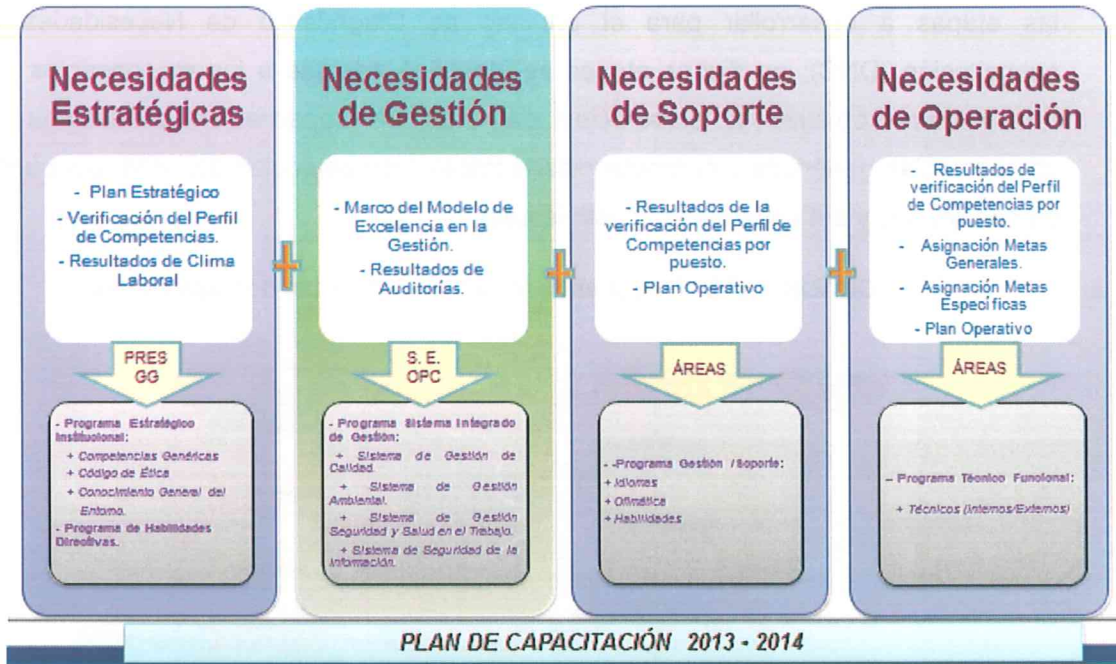 Necesidades
Estratégicas
- Plan Estratégico
- Verificación del Perfil
de Competencias.
- Resultados de Clima
Laboral
PRES
GG
- Programa Estratégico
Institucional:
+ Competencias Genéricas
+ Código de Ética
+ Conocimiento General del
Entorno.
- Programa de Habilidades
Directivas.
Necesidades
de Gestión
- Marco del Modelo de
Excelencia en la
Gestión.
- Resultados de
Auditorías.
S. E.
OPC
- Programa Sistema Integrado
de Gestión:
+ Sistema de Gestión de
Calidad.
+ Sistema de Gestión
Ambiental.
+ Sistema de Gestión
Seguridad y Salud en el Trabajo.
+ Sistema de Seguridad de la
Información.
Necesidades
de Soporte
- Resultados de la
verificación del Perfil de
Competencias por
puesto.
- Plan Operativo
ÁREAS
- -Programa Gestión /Soporte:
+ Idiomas
+ Ofimática
+ Habilidades
Necesidades
de Operación
- Resultados de
verificación del Perfil
de Competencias por
puesto.
- Asignación Metas
Generales.
- Asignación Metas
Específicas
- Plan Operativo
ÁREAS
- Programa Técnico Funcional:
+ Técnicos (Internos/Externos)
PLAN DE CAPACITACIÓN 2013 - 2014